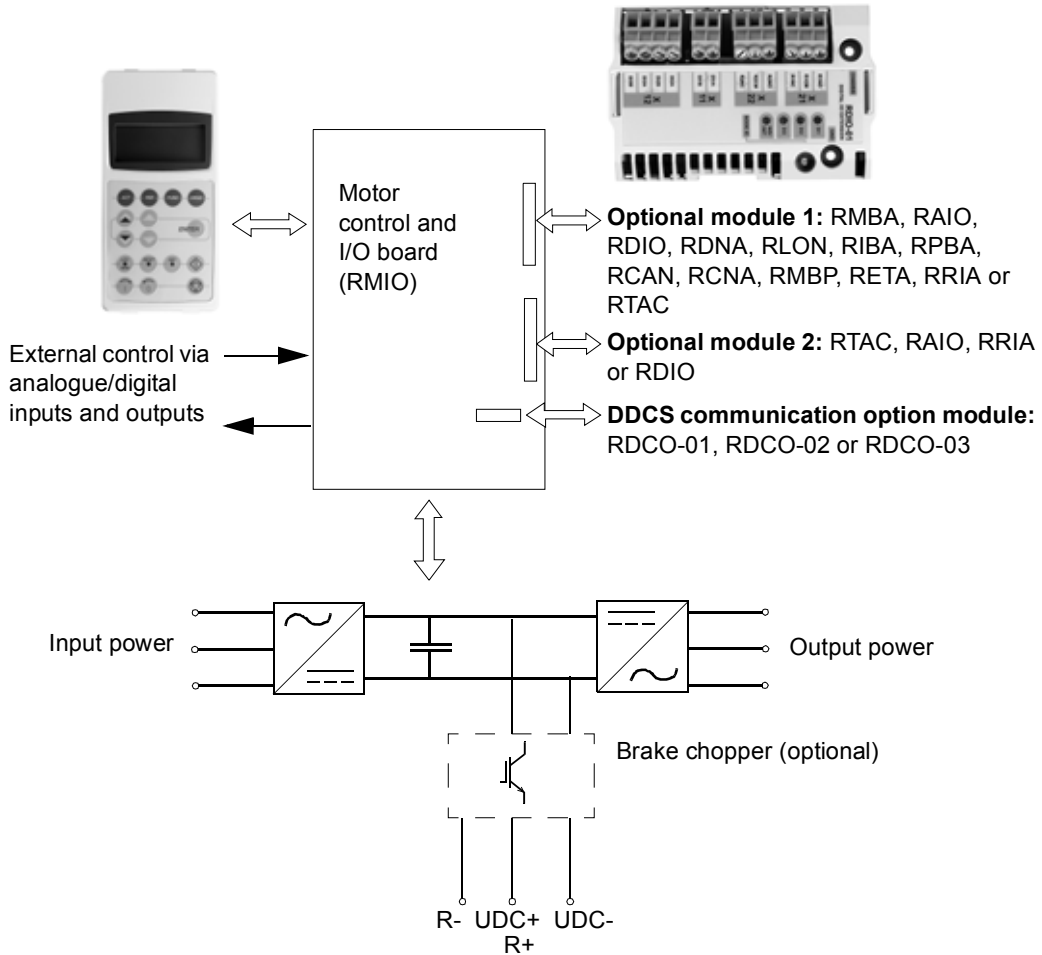 RDIO-01
Motor
control and
I/O board
(RMIO)
Optional module 1: RMBA, RAIO,
RDIO, RDNA, RLON, RIBA, RPBA,
RCAN, RCNA, RMBP, RETA, RRIA or
RTAC
Optional module 2: RTAC, RAIO, RRIA
or RDIO
DDCS communication option module:
RDCO-01, RDCO-02 or RDCO-03
External control via
analogue/digital
inputs and outputs
Input power
Output power
Brake chopper (optional)
R- UDC+ UDC-
R+